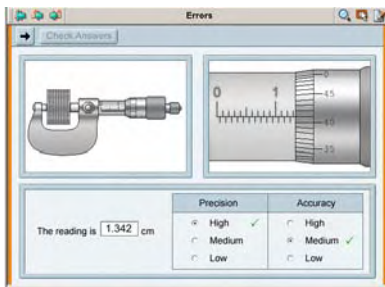 Errors
Check Answers
0 1
0
45
40
35
The reading is 1.342 cm
Precision Accuracy
High High
Medium Medium
Low Low